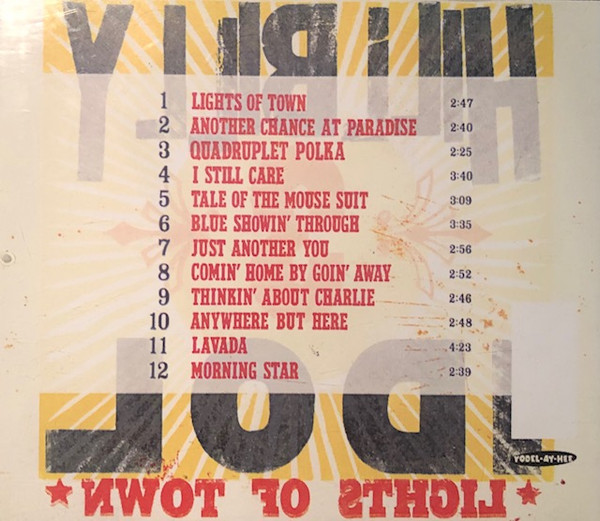 HILLBILLY
1 LIGHTS OF TOWN 2:47
2 ANOTHER CHANCE AT PARADISE 2:40
3 QUADRUPLET POLKA 2:25
4 I STILL CARE 3:40
5 TALE OF THE MOUSE SUIT 3:09
6 BLUE SHOWIN' THROUGH 3:35
7 JUST ANOTHER YOU 2:56
8 COMIN' HOME BY GOIN' AWAY 2:52
9 THINKIN' ABOUT CHARLIE 2:46
10 ANYWHERE BUT HERE 2:48
11 LAVADA 4:23
12 MORNING STAR 2:39
IDOL
YODEL-AY-HEE
LIGHTS OF TOWN